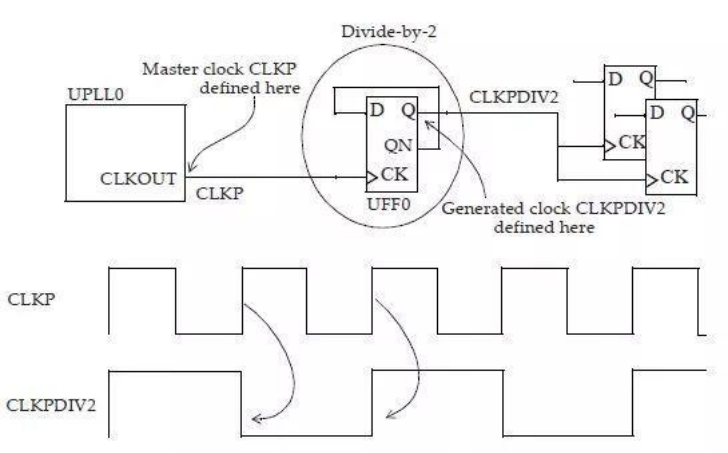 Divide-by-2
Master clock CLKP
defined here
UPLL0
CLKOUT
CLKP
D Q
QN
CK
UFF0
CLKPDIV2
Generated clock CLKPDIV2
defined here
D Q
CK
D Q
CK
CLKP
CLKPDIV2